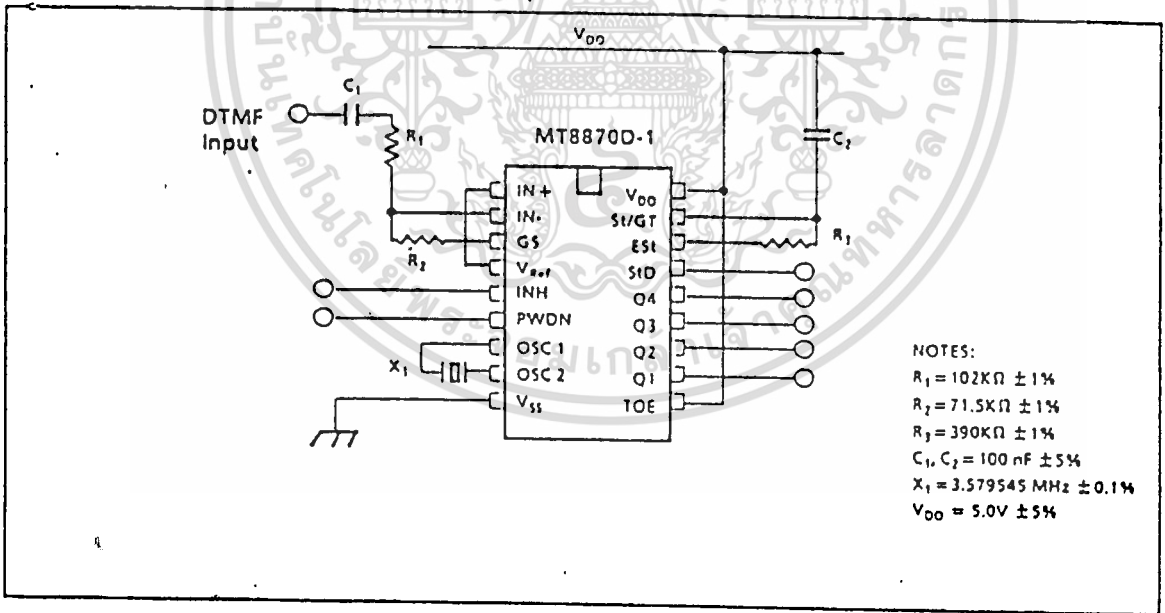 V_DD
C₁
DTMF
Input
R₁
MT8870D-1
C₂
IN+
IN-
GS
V_Ref
INH
PWDN
OSC 1
OSC 2
V_SS
V_DD
St/GT
ESt
StD
Q4
Q3
Q2
Q1
TOE
R₂
R₃
X₁
NOTES:
R₁ = 102KΩ ±1%
R₂ = 71.5KΩ ±1%
R₃ = 390KΩ ±1%
C₁, C₂ = 100 nF ±5%
X₁ = 3.579545 MHz ±0.1%
V_DD = 5.0V ±5%